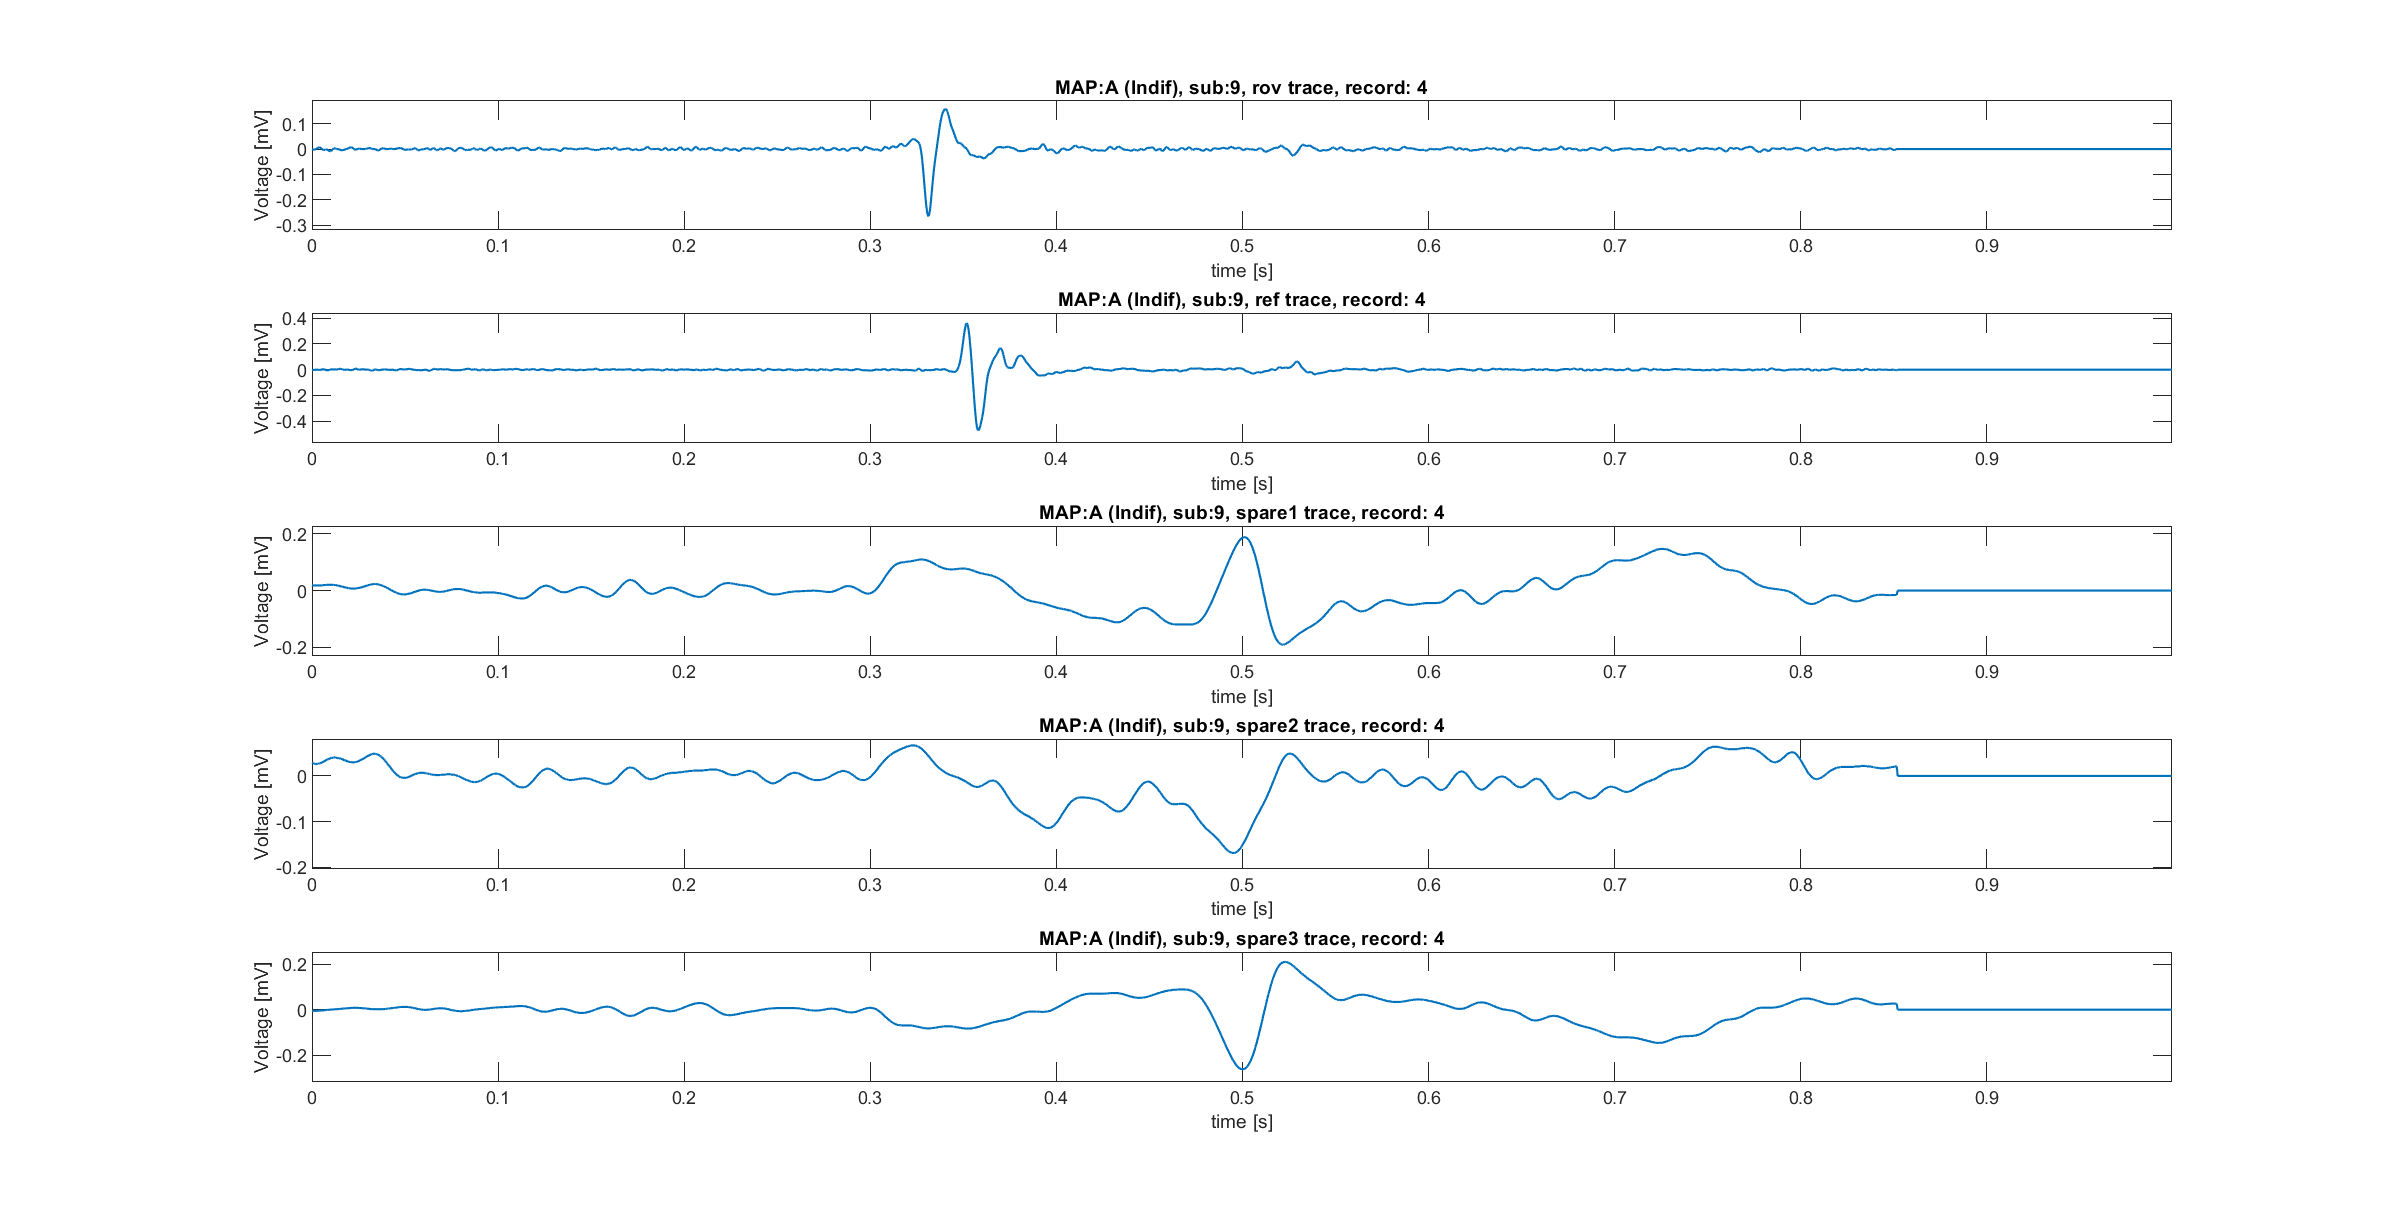 MAP:A (Indif), sub:9, rov trace, record: 4
Voltage [mV]
0.1
0
-0.1
-0.2
-0.3
0 0.1 0.2 0.3 0.4 0.5 0.6 0.7 0.8 0.9
time [s]
MAP:A (Indif), sub:9, ref trace, record: 4
Voltage [mV]
0.4
0.2
0
-0.2
-0.4
0 0.1 0.2 0.3 0.4 0.5 0.6 0.7 0.8 0.9
time [s]
MAP:A (Indif), sub:9, spare1 trace, record: 4
Voltage [mV]
0.2
0
-0.2
0 0.1 0.2 0.3 0.4 0.5 0.6 0.7 0.8 0.9
time [s]
MAP:A (Indif), sub:9, spare2 trace, record: 4
Voltage [mV]
0
-0.1
-0.2
0 0.1 0.2 0.3 0.4 0.5 0.6 0.7 0.8 0.9
time [s]
MAP:A (Indif), sub:9, spare3 trace, record: 4
Voltage [mV]
0.2
0
-0.2
0 0.1 0.2 0.3 0.4 0.5 0.6 0.7 0.8 0.9
time [s]